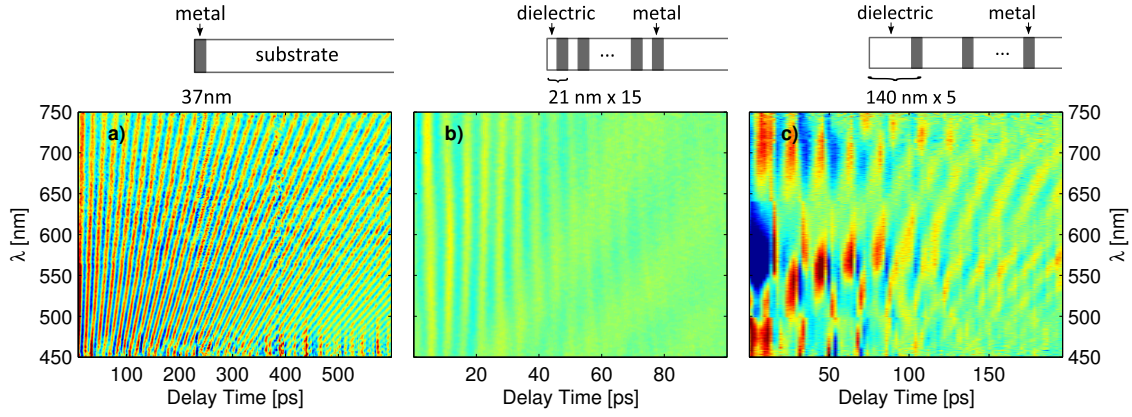 metal
substrate
37nm
dielectric
metal
...
21 nm x 15
dielectric
metal
...
140 nm x 5
a)
b)
c)
750
700
650
600
550
500
450
λ [nm]
100 200 300 400 500
Delay Time [ps]
20 40 60 80
Delay Time [ps]
50 100 150
Delay Time [ps]
750
700
650
600
550
500
450
λ [nm]